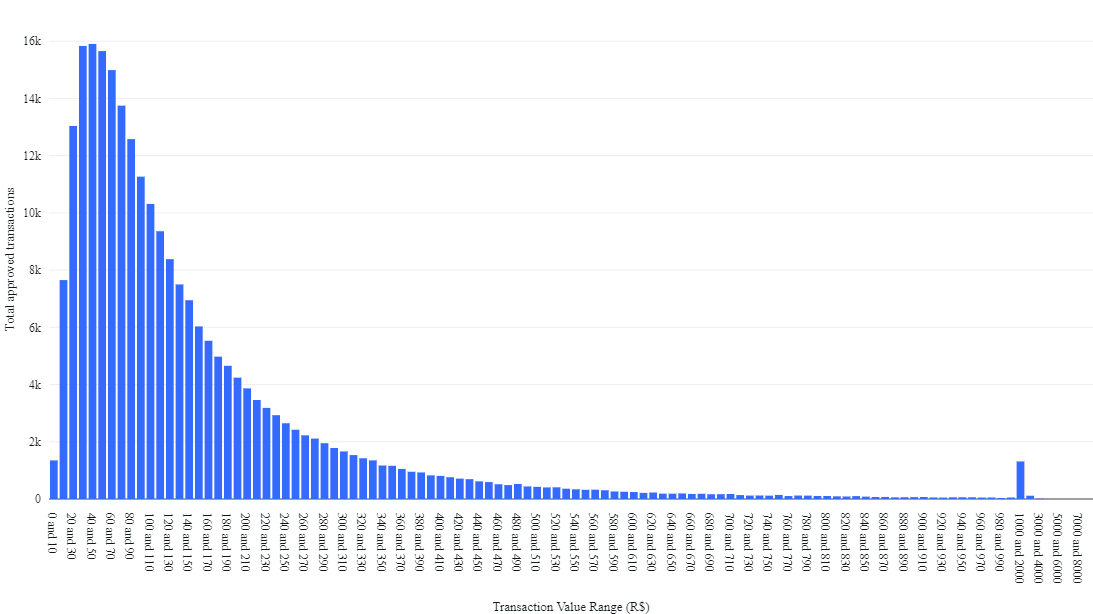 16k
14k
12k
10k
8k
6k
4k
2k
0
Total approved transactions
0 and 10
20 and 30
40 and 50
60 and 70
80 and 90
100 and 110
120 and 130
140 and 150
160 and 170
180 and 190
200 and 210
220 and 230
240 and 250
260 and 270
280 and 290
300 and 310
320 and 330
340 and 350
360 and 370
380 and 390
400 and 410
420 and 430
440 and 450
460 and 470
480 and 490
500 and 510
520 and 530
540 and 550
560 and 570
580 and 590
600 and 610
620 and 630
640 and 650
660 and 670
680 and 690
700 and 710
720 and 730
740 and 750
760 and 770
780 and 790
800 and 810
820 and 830
840 and 850
860 and 870
880 and 890
900 and 910
920 and 930
940 and 950
960 and 970
980 and 990
1000 and 2000
3000 and 4000
5000 and 6000
7000 and 8000
Transaction Value Range (R$)